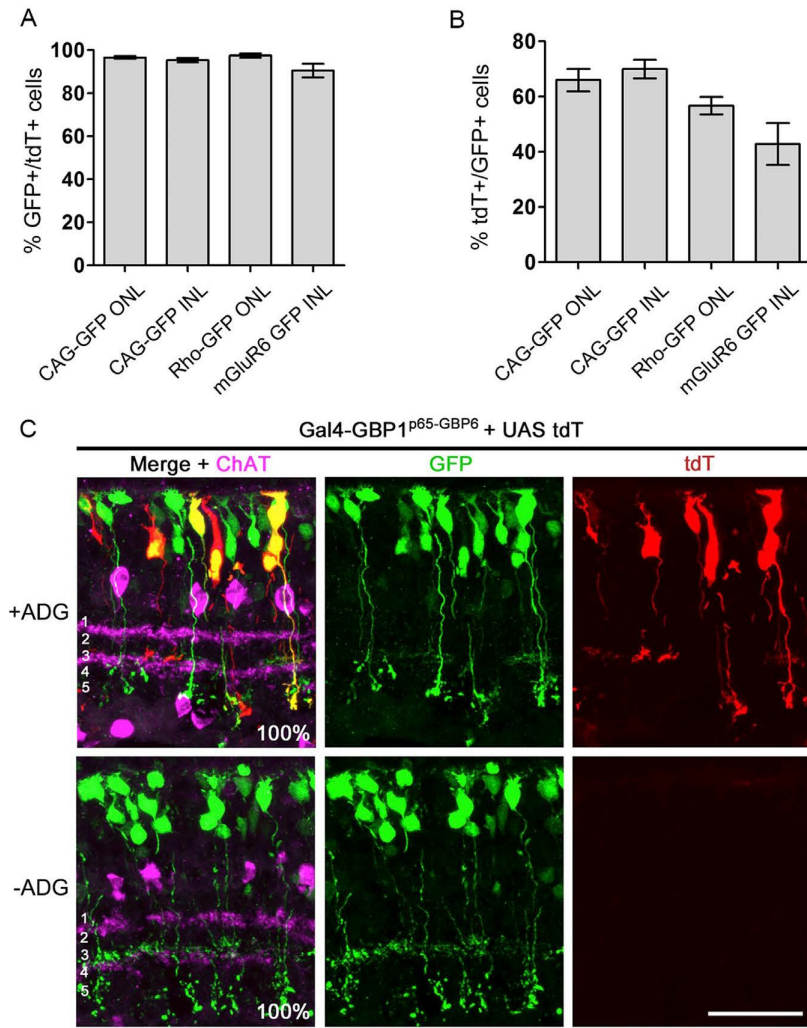 A
% GFP+/tdT+ cells
100
80
60
40
20
0
CAG-GFP ONL
CAG-GFP INL
Rho-GFP ONL
mGluR6 GFP INL
B
% tdT+/GFP+ cells
80
60
40
20
0
CAG-GFP ONL
CAG-GFP INL
Rho-GFP ONL
mGluR6 GFP INL
C
Gal4-GBP1p65-GBP6 + UAS tdT
Merge + ChAT
GFP
tdT
+ADG
1
2
3
4
5
100%
-ADG
1
2
3
4
5
100%